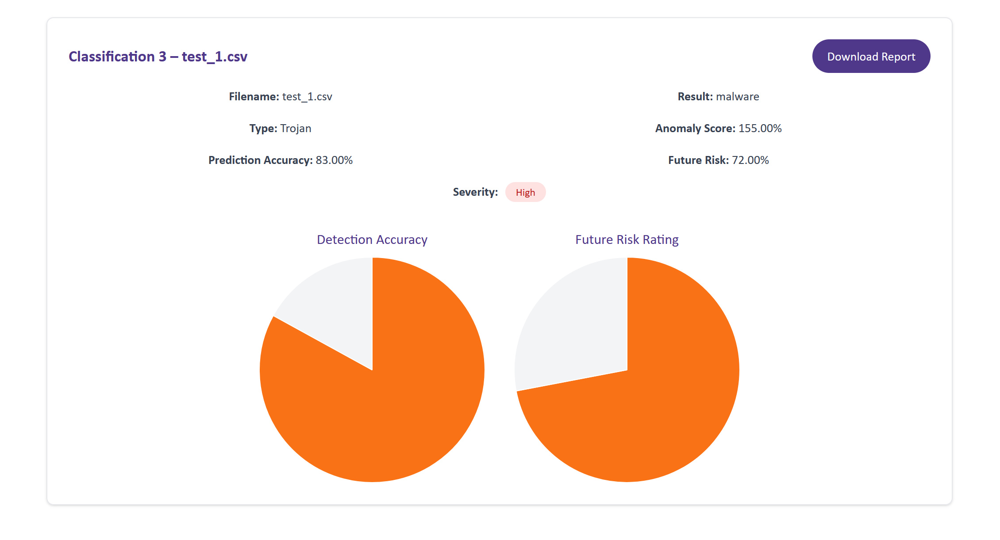 Classification 3 – test_1.csv
Download Report
Filename: test_1.csv
Result: malware
Type: Trojan
Anomaly Score: 155.00%
Prediction Accuracy: 83.00%
Future Risk: 72.00%
Severity: High
Detection Accuracy
Future Risk Rating